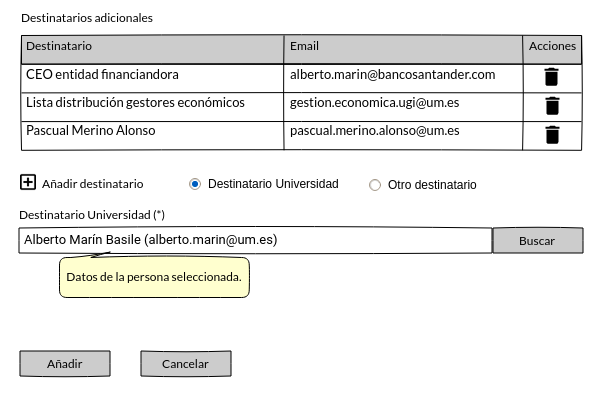 Destinatarios adicionales
Destinatario Email Acciones
CEO entidad financiandora alberto.marin@bancosantander.com
Lista distribución gestores económicos gestion.economica.ugi@um.es
Pascual Merino Alonso pascual.merino.alonso@um.es
Añadir destinatario Destinatario Universidad Otro destinatario
Destinatario Universidad (*)
Alberto Marín Basile (alberto.marin@um.es) Buscar
Datos de la persona seleccionada.
Añadir Cancelar